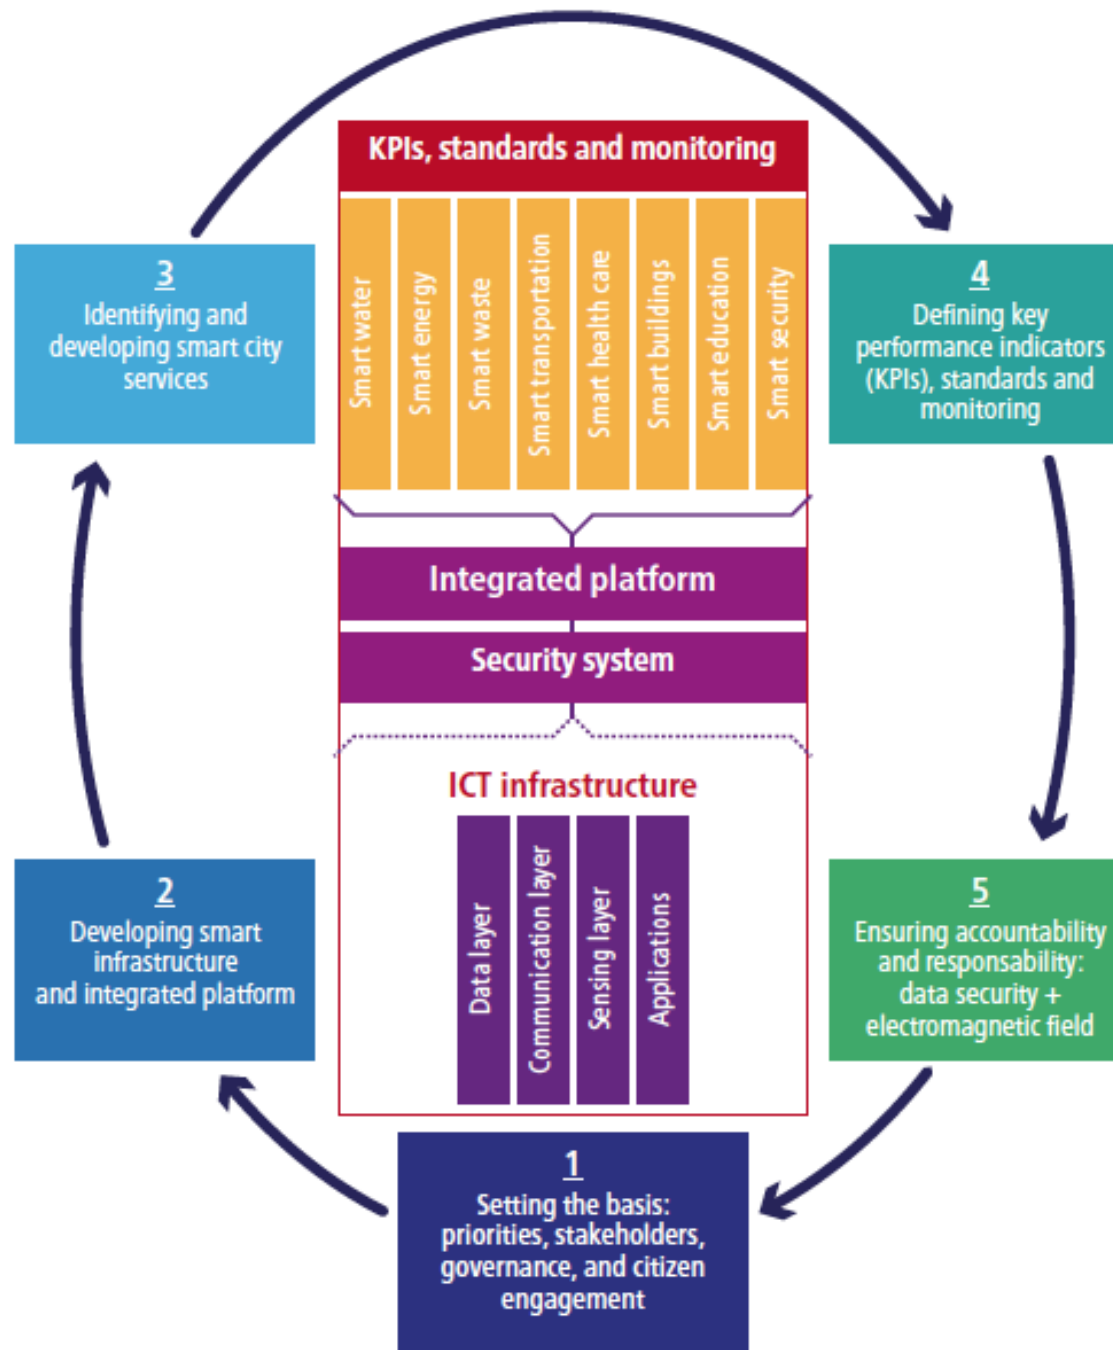 KPIs, standards and monitoring
Smart water
Smart energy
Smart waste
Smart transportation
Smart health care
Smart buildings
Smart education
Smart security
Integrated platform
Security system
ICT infrastructure
Data layer
Communication layer
Sensing layer
Applications
1
Setting the basis:
priorities, stakeholders,
governance, and citizen
engagement
2
Developing smart
infrastructure
and integrated platform
3
Identifying and
developing smart city
services
4
Defining key
performance indicators
(KPIs), standards and
monitoring
5
Ensuring accountability
and responsability:
data security +
electromagnetic field